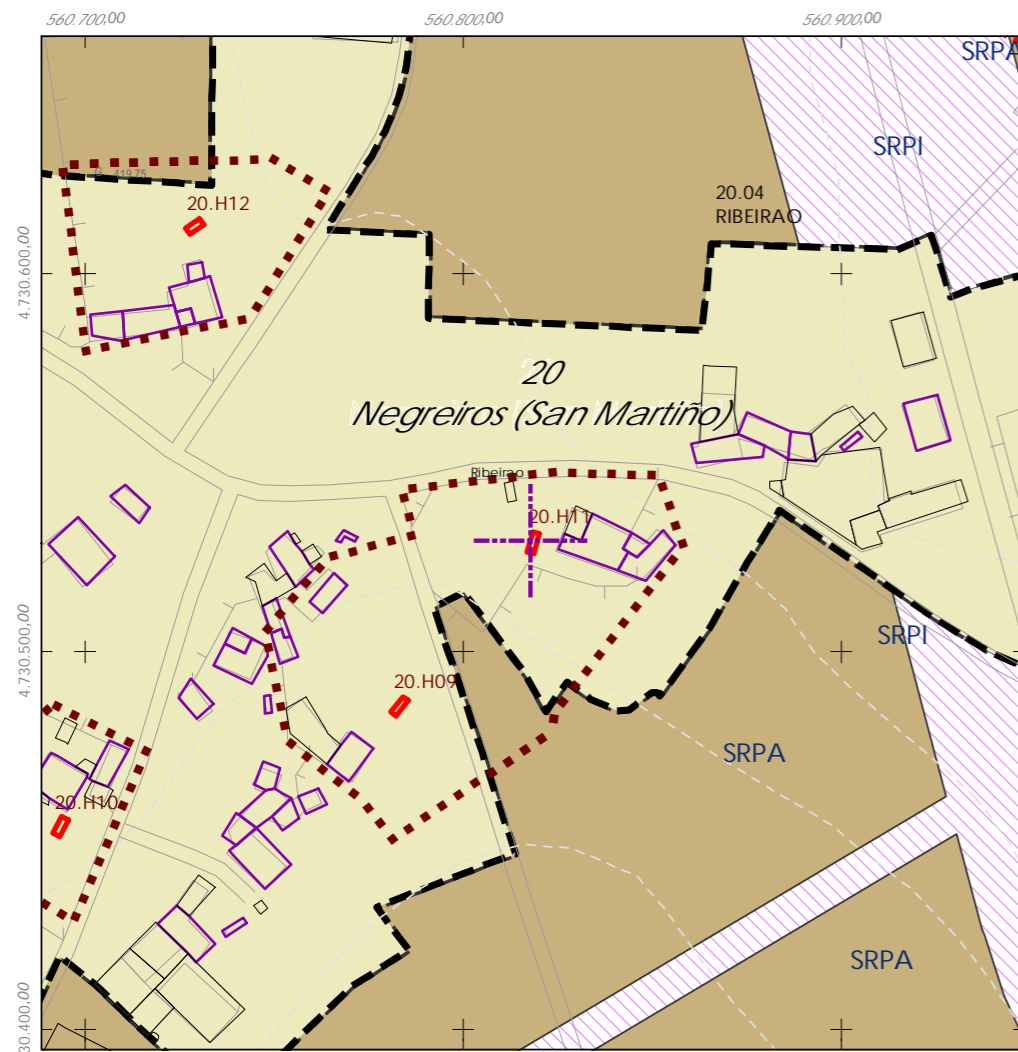 560.700,00
560.800,00
560.900,00
SRPA
SRPI
419.75
20.H12
20.04
RIBEIRAO
4.730.600,00
20
Negreiros (San Martiño)
Ribeirao
20.H11
4.730.500,00
SRPI
20.H09
SRPA
20.H10
SRPA
30.400,00